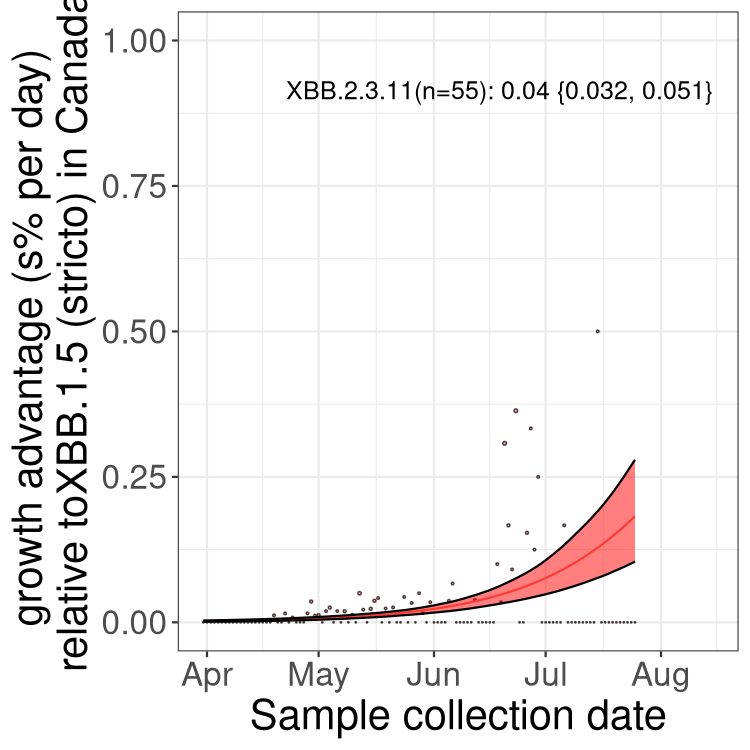 growth advantage (s% per day)
relative toXBB.1.5 (stricto) in Canada
1.00
0.75
0.50
0.25
0.00
XBB.2.3.11(n=55): 0.04 {0.032, 0.051}
Apr May Jun Jul Aug
Sample collection date